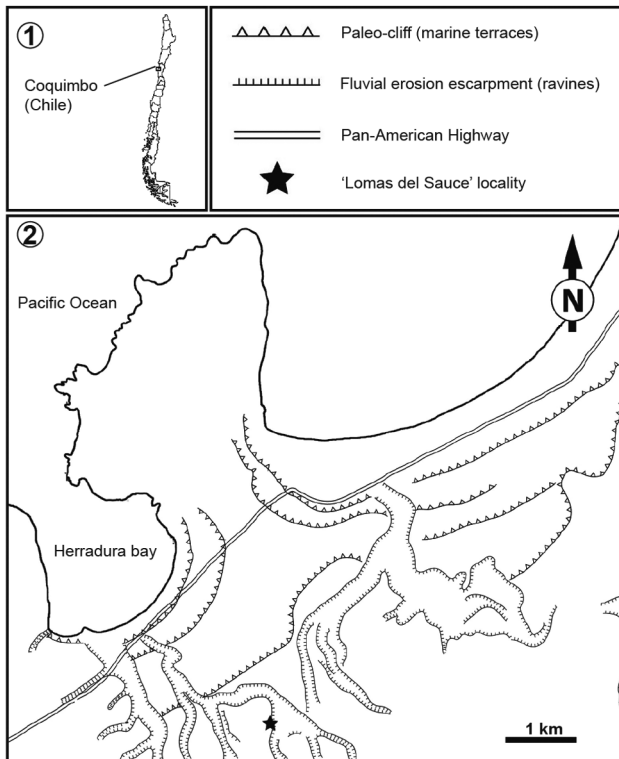 ①
Coquimbo
(Chile)
Paleo-cliff (marine terraces)
Fluvial erosion escarpment (ravines)
Pan-American Highway
'Lomas del Sauce' locality
②
Pacific Ocean
N
Herradura bay
1 km